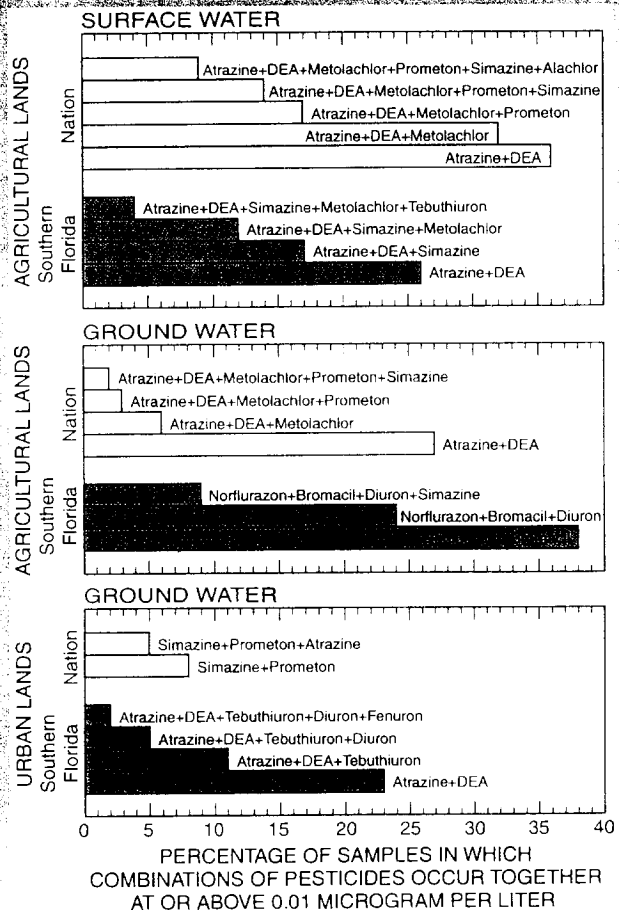 SURFACE WATER
AGRICULTURAL LANDS
Nation
Atrazine+DEA+Metolachlor+Prometon+Simazine+Alachlor
Atrazine+DEA+Metolachlor+Prometon+Simazine
Atrazine+DEA+Metolachlor+Prometon
Atrazine+DEA+Metolachlor
Atrazine+DEA
Southern
Florida
Atrazine+DEA+Simazine+Metolachlor+Tebuthiuron
Atrazine+DEA+Simazine+Metolachlor
Atrazine+DEA+Simazine
Atrazine+DEA
GROUND WATER
AGRICULTURAL LANDS
Nation
Atrazine+DEA+Metolachlor+Prometon+Simazine
Atrazine+DEA+Metolachlor+Prometon
Atrazine+DEA+Metolachlor
Atrazine+DEA
Southern
Florida
Norflurazon+Bromacil+Diuron+Simazine
Norflurazon+Bromacil+Diuron
GROUND WATER
URBAN LANDS
Nation
Simazine+Prometon+Atrazine
Simazine+Prometon
Southern
Florida
Atrazine+DEA+Tebuthiuron+Diuron+Fenuron
Atrazine+DEA+Tebuthiuron+Diuron
Atrazine+DEA+Tebuthiuron
Atrazine+DEA
0 5 10 15 20 25 30 35 40
PERCENTAGE OF SAMPLES IN WHICH
COMBINATIONS OF PESTICIDES OCCUR TOGETHER
AT OR ABOVE 0.01 MICROGRAM PER LITER